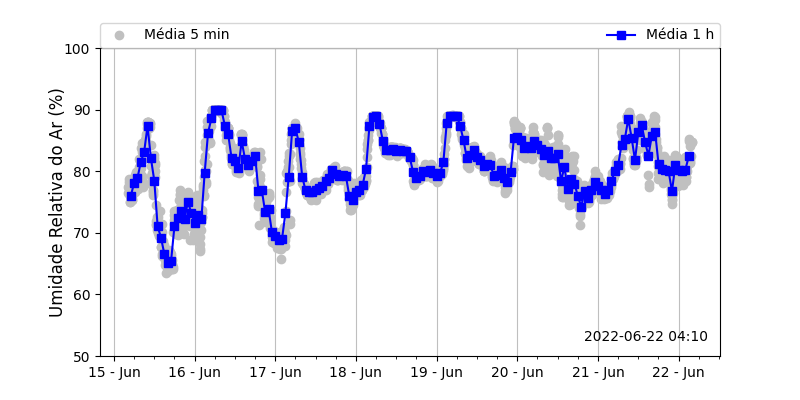 Média 5 min
Média 1 h
Umidade Relativa do Ar (%)
100
90
80
70
60
50
2022-06-22 04:10
15 - Jun
16 - Jun
17 - Jun
18 - Jun
19 - Jun
20 - Jun
21 - Jun
22 - Jun